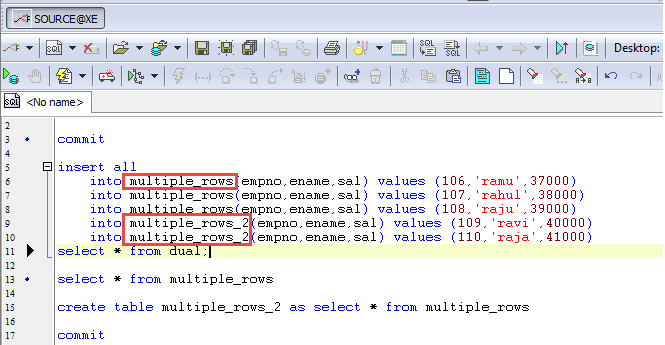 SOURCE@XE
SQL
SQL SQL
Desktop:
SQL <No name>
2
3 commit
5 insert all
6 into multiple_rows(empno,ename,sal) values (106,'ramu',37000)
7 into multiple_rows(empno,ename,sal) values (107,'rahul',38000)
8 into multiple_rows(empno,ename,sal) values (108,'raju',39000)
9 into multiple_rows_2(empno,ename,sal) values (109,'ravi',40000)
10 into multiple_rows_2(empno,ename,sal) values (110,'raja',41000)
11 select * from dual;
13 select * from multiple_rows
15 create table multiple_rows_2 as select * from multiple_rows
17 commit